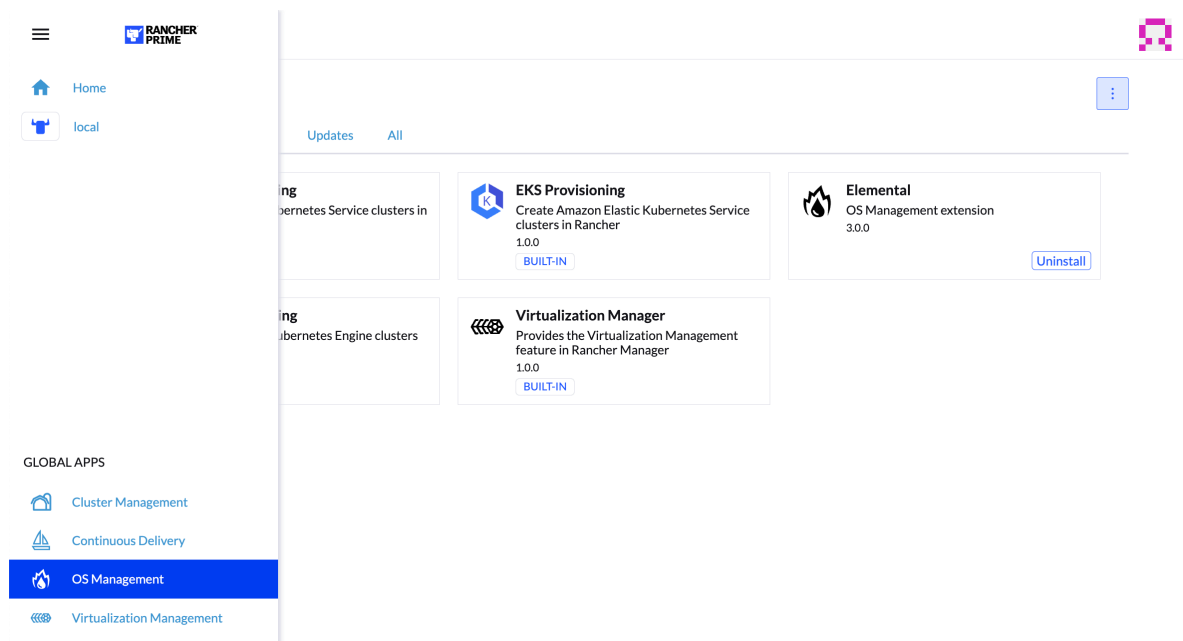 RANCHER
PRIME
Home
local
Updates
All
ing
Kubernetes Service clusters in
EKS Provisioning
Create Amazon Elastic Kubernetes Service
clusters in Rancher
1.0.0
BUILT-IN
Elemental
OS Management extension
3.0.0
Uninstall
ing
Kubernetes Engine clusters
Virtualization Manager
Provides the Virtualization Management
feature in Rancher Manager
1.0.0
BUILT-IN
GLOBAL APPS
Cluster Management
Continuous Delivery
OS Management
Virtualization Management